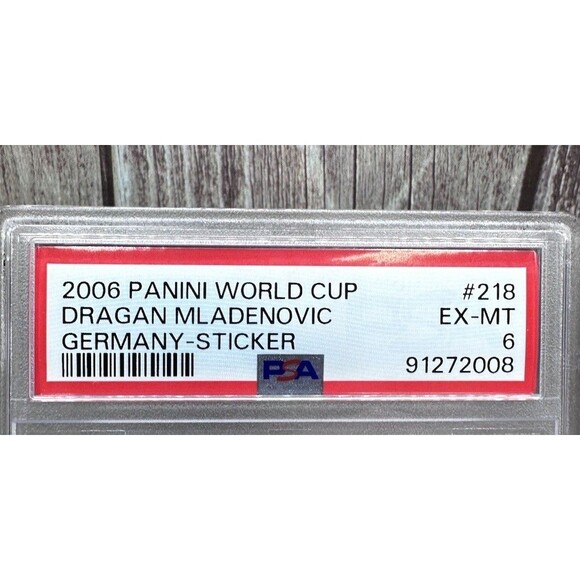 2006 PANINI WORLD CUP #218
DRAGAN MLADENOVIC EX-MT
GERMANY-STICKER 6
PSA 91272008